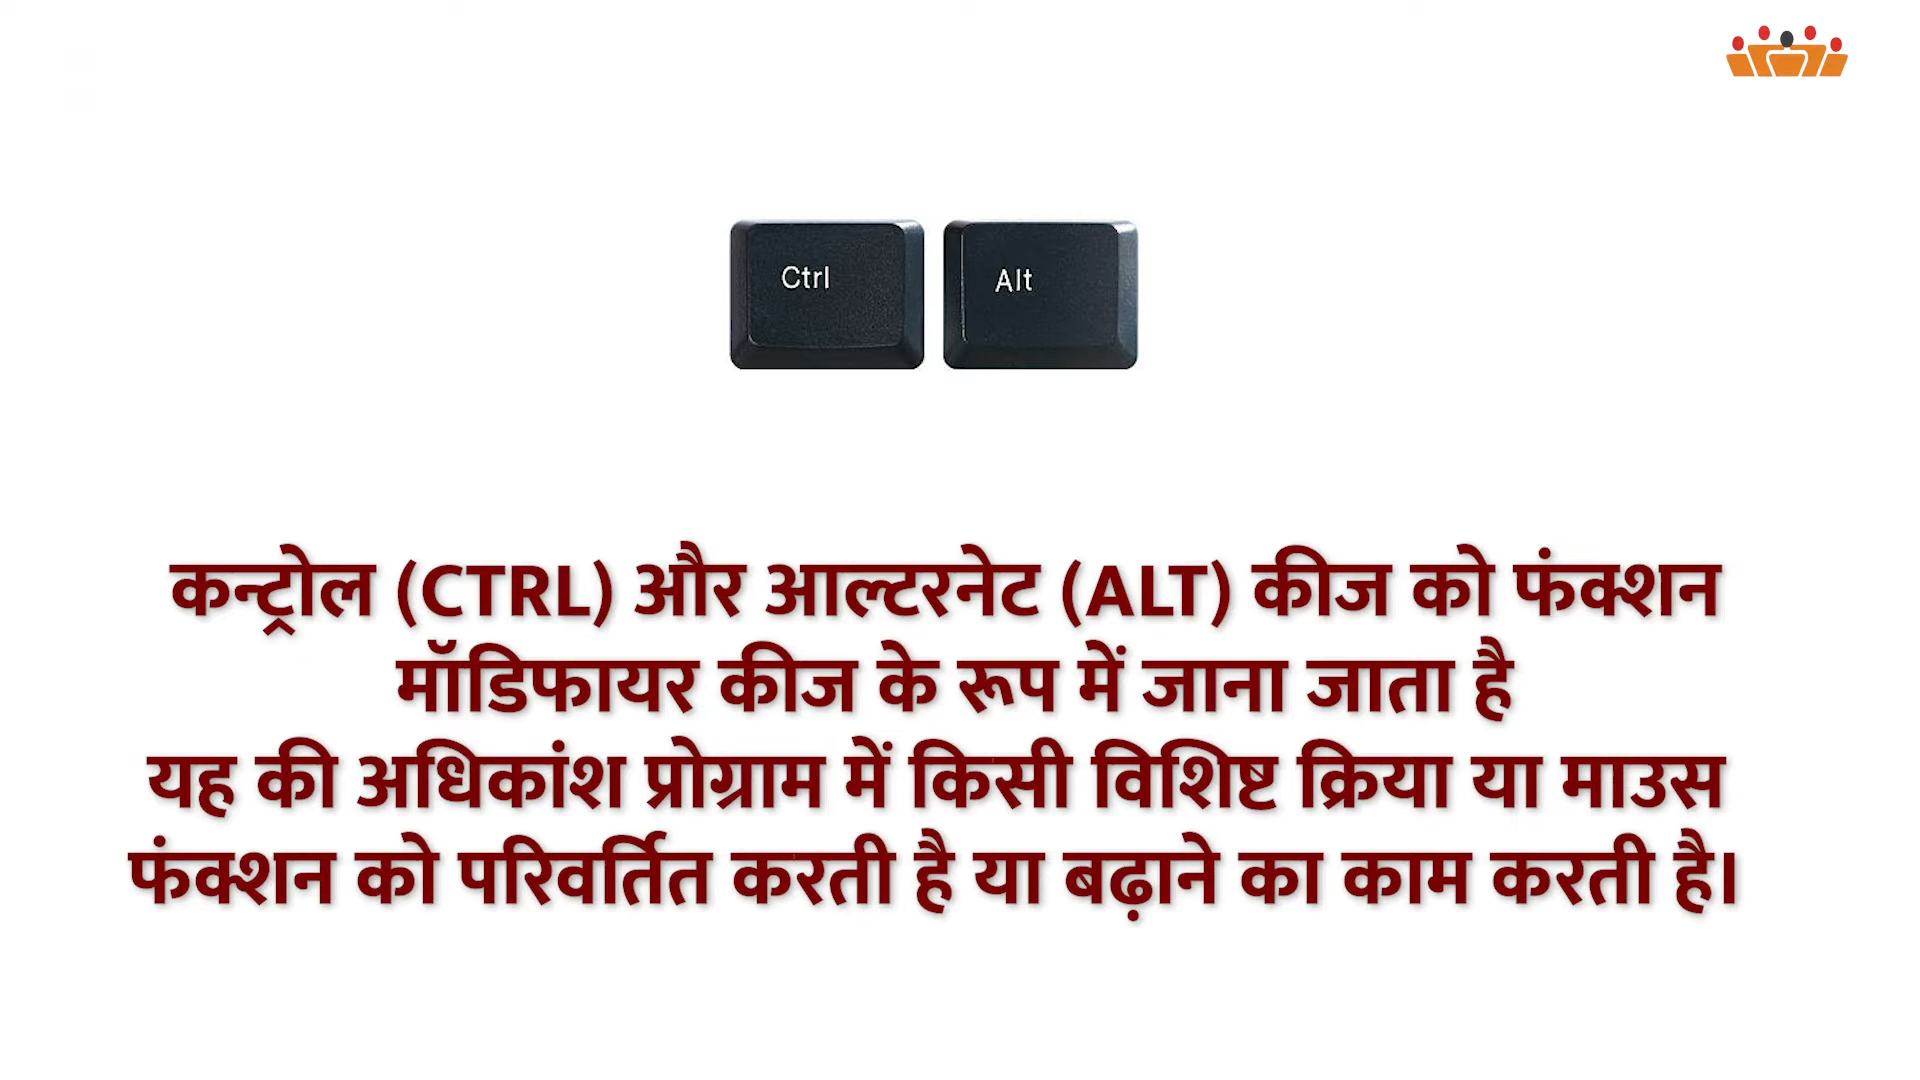 Ctrl Alt
कन्ट्रोल (CTRL) और आल्टरनेट (ALT) कीज को फंक्शन
मॉडिफायर कीज के रूप में जाना जाता है
यह की अधिकांश प्रोग्राम में किसी विशिष्ट क्रिया या माउस
फंक्शन को परिवर्तित करती है या बढ़ाने का काम करती है।